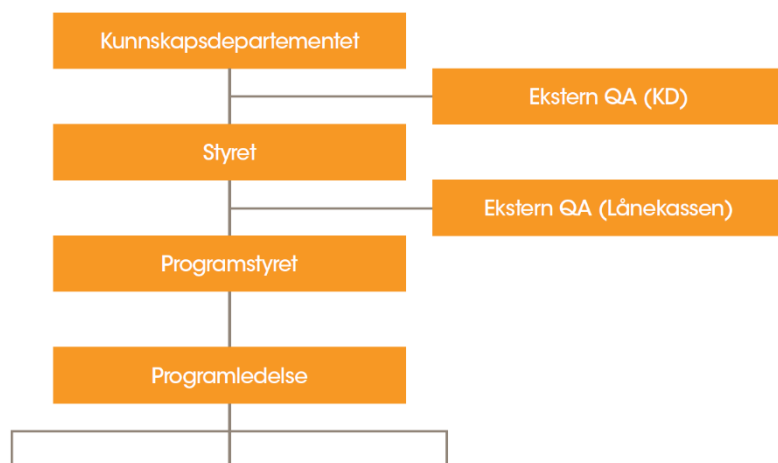 Kunnskapsdepartementet
Ekstern QA (KD)
Styret
Ekstern QA (Lånekassen)
Programstyret
Programledelse